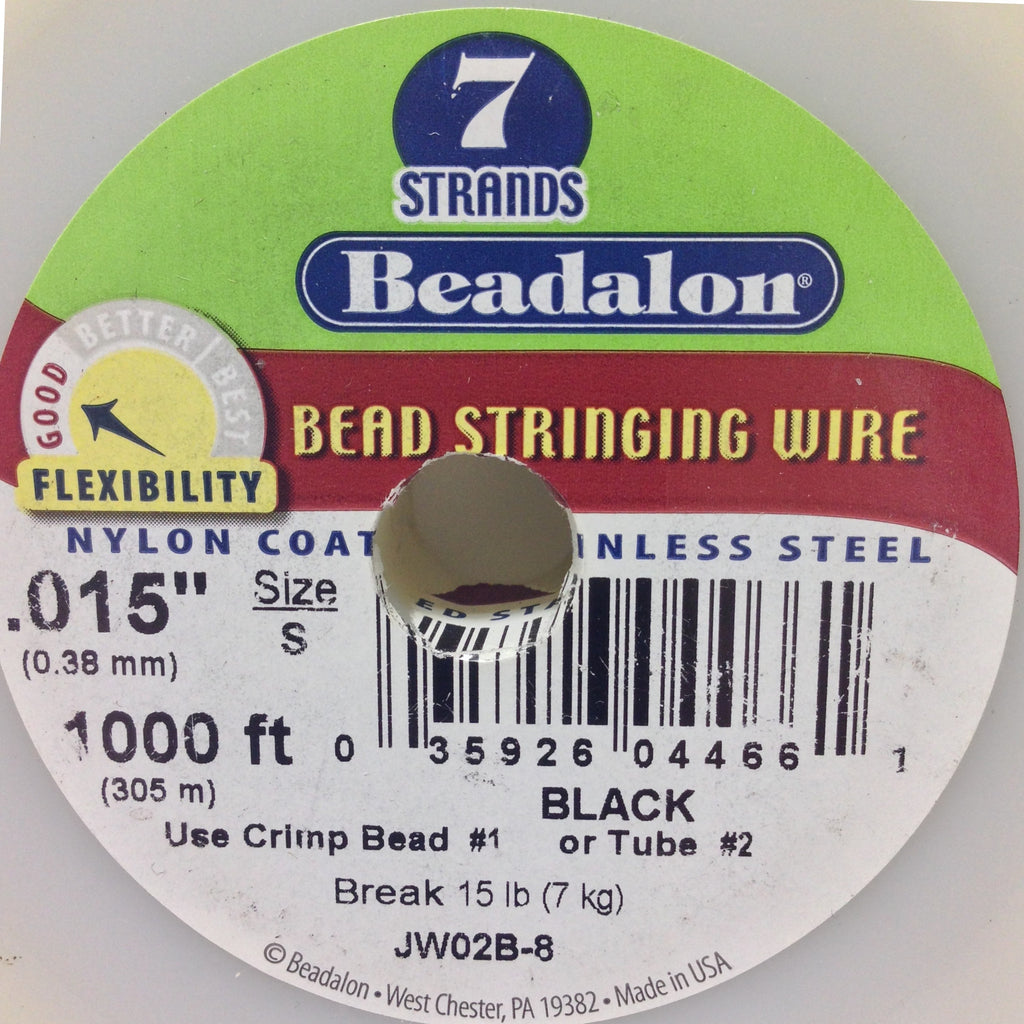 7
STRANDS
Beadalon®
GOOD BETTER BEST
FLEXIBILITY
BEAD STRINGING WIRE
NYLON COAT INLESS STEEL
ED STA
.015" Size
S
(0.38 mm)
1000 ft
(305 m)
0 35926 04466 1
BLACK
Use Crimp Bead #1 or Tube #2
Break 15 lb (7 kg)
JW02B-8
© Beadalon • West Chester, PA 19382 • Made in USA